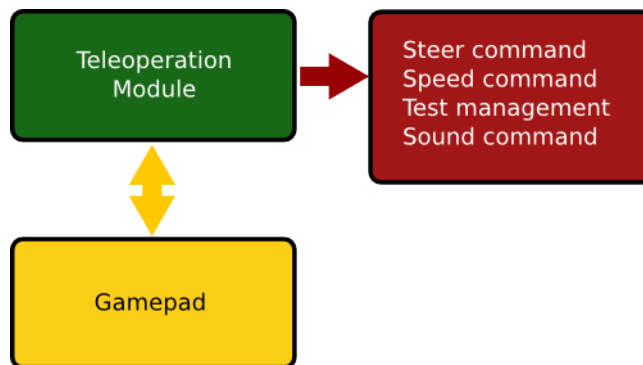 Teleoperation
Module
Steer command
Speed command
Test management
Sound command
Gamepad